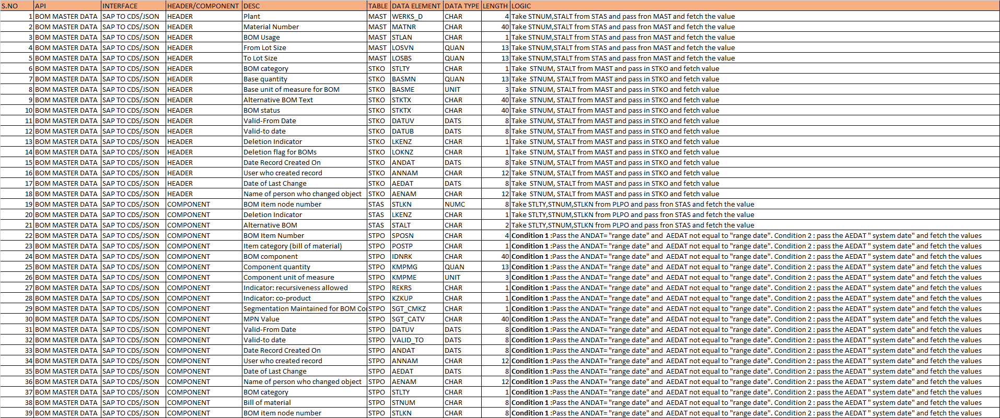 S.NO API INTERFACE HEADER/COMPONENT DESC TABLE DATA ELEMENT DATA TYPE LENGTH LOGIC
1 BOM MASTER DATA SAP TO CDS/JSON HEADER Plant MAST WERKS_D CHAR 4 Take STNUM,STALT from STAS and pass fron MAST and fetch the value
2 BOM MASTER DATA SAP TO CDS/JSON HEADER Material Number MAST MATNR CHAR 40 Take STNUM,STALT from STAS and pass fron MAST and fetch the value
3 BOM MASTER DATA SAP TO CDS/JSON HEADER BOM Usage MAST STLAN CHAR 1 Take STNUM,STALT from STAS and pass fron MAST and fetch the value
4 BOM MASTER DATA SAP TO CDS/JSON HEADER From Lot Size MAST LOSVN QUAN 13 Take STNUM,STALT from STAS and pass fron MAST and fetch the value
5 BOM MASTER DATA SAP TO CDS/JSON HEADER To Lot Size MAST LOSBS QUAN 13 Take STNUM,STALT from STAS and pass fron MAST and fetch the value
6 BOM MASTER DATA SAP TO CDS/JSON HEADER BOM category STKO STLTY CHAR 1 Take STNUM, STALT from MAST and pass in STKO and fetch value
7 BOM MASTER DATA SAP TO CDS/JSON HEADER Base quantity STKO BASMN QUAN 13 Take STNUM, STALT from MAST and pass in STKO and fetch value
8 BOM MASTER DATA SAP TO CDS/JSON HEADER Base unit of measure for BOM STKO BASME UNIT 3 Take STNUM, STALT from MAST and pass in STKO and fetch value
9 BOM MASTER DATA SAP TO CDS/JSON HEADER Alternative BOM Text STKO STKTX CHAR 40 Take STNUM, STALT from MAST and pass in STKO and fetch value
10 BOM MASTER DATA SAP TO CDS/JSON HEADER BOM status STKO STKTX CHAR 40 Take STNUM, STALT from MAST and pass in STKO and fetch value
11 BOM MASTER DATA SAP TO CDS/JSON HEADER Valid-From Date STKO DATUV DATS 8 Take STNUM, STALT from MAST and pass in STKO and fetch value
12 BOM MASTER DATA SAP TO CDS/JSON HEADER Valid-to date STKO DATUB DATS 8 Take STNUM, STALT from MAST and pass in STKO and fetch value
13 BOM MASTER DATA SAP TO CDS/JSON HEADER Deletion Indicator STKO LKENZ CHAR 1 Take STNUM, STALT from MAST and pass in STKO and fetch value
14 BOM MASTER DATA SAP TO CDS/JSON HEADER Deletion flag for BOMs STKO LOKNZ CHAR 1 Take STNUM, STALT from MAST and pass in STKO and fetch value
15 BOM MASTER DATA SAP TO CDS/JSON HEADER Date Record Created On STKO ANDAT DATS 8 Take STNUM, STALT from MAST and pass in STKO and fetch value
16 BOM MASTER DATA SAP TO CDS/JSON HEADER User who created record STKO ANNAM CHAR 12 Take STNUM, STALT from MAST and pass in STKO and fetch value
17 BOM MASTER DATA SAP TO CDS/JSON HEADER Date of Last Change STKO AEDAT DATS 8 Take STNUM, STALT from MAST and pass in STKO and fetch value
18 BOM MASTER DATA SAP TO CDS/JSON HEADER Name of person who changed object STKO AENAM CHAR 12 Take STNUM, STALT from MAST and pass in STKO and fetch value
19 BOM MASTER DATA SAP TO CDS/JSON COMPONENT BOM item node number STAS STLKN NUMC 8 Take STLTY,STNUM,STLKN from PLPO and pass fron STAS and fetch the value
20 BOM MASTER DATA SAP TO CDS/JSON COMPONENT Deletion Indicator STAS LKENZ CHAR 1 Take STLTY,STNUM,STLKN from PLPO and pass fron STAS and fetch the value
21 BOM MASTER DATA SAP TO CDS/JSON COMPONENT Alternative BOM STAS STALT CHAR 2 Take STLTY,STNUM,STLKN from PLPO and pass fron STAS and fetch the value
22 BOM MASTER DATA SAP TO CDS/JSON COMPONENT BOM Item Number STPO SPOSN CHAR 4 Condition 1 :Pass the ANDAT= "range date" and AEDAT not equal to "range date". Condition 2 : pass the AEDAT " system date" and fetch the values
23 BOM MASTER DATA SAP TO CDS/JSON COMPONENT Item category (bill of material) STPO POSTP CHAR 1 Condition 1 :Pass the ANDAT= "range date" and AEDAT not equal to "range date". Condition 2 : pass the AEDAT " system date" and fetch the values
24 BOM MASTER DATA SAP TO CDS/JSON COMPONENT BOM component STPO IDNRK CHAR 40 Condition 1 :Pass the ANDAT= "range date" and AEDAT not equal to "range date". Condition 2 : pass the AEDAT " system date" and fetch the values
25 BOM MASTER DATA SAP TO CDS/JSON COMPONENT Component quantity STPO KMPMG QUAN 13 Condition 1 :Pass the ANDAT= "range date" and AEDAT not equal to "range date". Condition 2 : pass the AEDAT " system date" and fetch the values
26 BOM MASTER DATA SAP TO CDS/JSON COMPONENT Component unit of measure STPO KMPME UNIT 3 Condition 1 :Pass the ANDAT= "range date" and AEDAT not equal to "range date". Condition 2 : pass the AEDAT " system date" and fetch the values
27 BOM MASTER DATA SAP TO CDS/JSON COMPONENT Indicator: recursiveness allowed STPO REKRS CHAR 1 Condition 1 :Pass the ANDAT= "range date" and AEDAT not equal to "range date". Condition 2 : pass the AEDAT " system date" and fetch the values
28 BOM MASTER DATA SAP TO CDS/JSON COMPONENT Indicator: co-product STPO KZKUP CHAR 1 Condition 1 :Pass the ANDAT= "range date" and AEDAT not equal to "range date". Condition 2 : pass the AEDAT " system date" and fetch the values
29 BOM MASTER DATA SAP TO CDS/JSON COMPONENT Segmentation Maintained for BOM Co STPO SGT_CMKZ CHAR 1 Condition 1 :Pass the ANDAT= "range date" and AEDAT not equal to "range date". Condition 2 : pass the AEDAT " system date" and fetch the values
30 BOM MASTER DATA SAP TO CDS/JSON COMPONENT MPN Value STPO SGT_CATV CHAR 40 Condition 1 :Pass the ANDAT= "range date" and AEDAT not equal to "range date". Condition 2 : pass the AEDAT " system date" and fetch the values
31 BOM MASTER DATA SAP TO CDS/JSON COMPONENT Valid-From Date STPO DATUV DATS 8 Condition 1 :Pass the ANDAT= "range date" and AEDAT not equal to "range date". Condition 2 : pass the AEDAT " system date" and fetch the values
32 BOM MASTER DATA SAP TO CDS/JSON COMPONENT Valid-to date STPO VALID_TO DATS 8 Condition 1 :Pass the ANDAT= "range date" and AEDAT not equal to "range date". Condition 2 : pass the AEDAT " system date" and fetch the values
33 BOM MASTER DATA SAP TO CDS/JSON COMPONENT Date Record Created On STPO ANDAT DATS 8 Condition 1 :Pass the ANDAT= "range date" and AEDAT not equal to "range date". Condition 2 : pass the AEDAT " system date" and fetch the values
34 BOM MASTER DATA SAP TO CDS/JSON COMPONENT User who created record STPO ANNAM CHAR 12 Condition 1 :Pass the ANDAT= "range date" and AEDAT not equal to "range date". Condition 2 : pass the AEDAT " system date" and fetch the values
35 BOM MASTER DATA SAP TO CDS/JSON COMPONENT Date of Last Change STPO AEDAT DATS 8 Condition 1 :Pass the ANDAT= "range date" and AEDAT not equal to "range date". Condition 2 : pass the AEDAT " system date" and fetch the values
36 BOM MASTER DATA SAP TO CDS/JSON COMPONENT Name of person who changed object STPO AENAM CHAR 12 Condition 1 :Pass the ANDAT= "range date" and AEDAT not equal to "range date". Condition 2 : pass the AEDAT " system date" and fetch the values
37 BOM MASTER DATA SAP TO CDS/JSON COMPONENT BOM category STPO STLTY CHAR 1 Condition 1 :Pass the ANDAT= "range date" and AEDAT not equal to "range date". Condition 2 : pass the AEDAT " system date" and fetch the values
38 BOM MASTER DATA SAP TO CDS/JSON COMPONENT Bill of material STPO STNUM CHAR 8 Condition 1 :Pass the ANDAT= "range date" and AEDAT not equal to "range date". Condition 2 : pass the AEDAT " system date" and fetch the values
39 BOM MASTER DATA SAP TO CDS/JSON COMPONENT BOM item node number STPO STLKN CHAR 8 Condition 1 :Pass the ANDAT= "range date" and AEDAT not equal to "range date". Condition 2 : pass the AEDAT " system date" and fetch the values